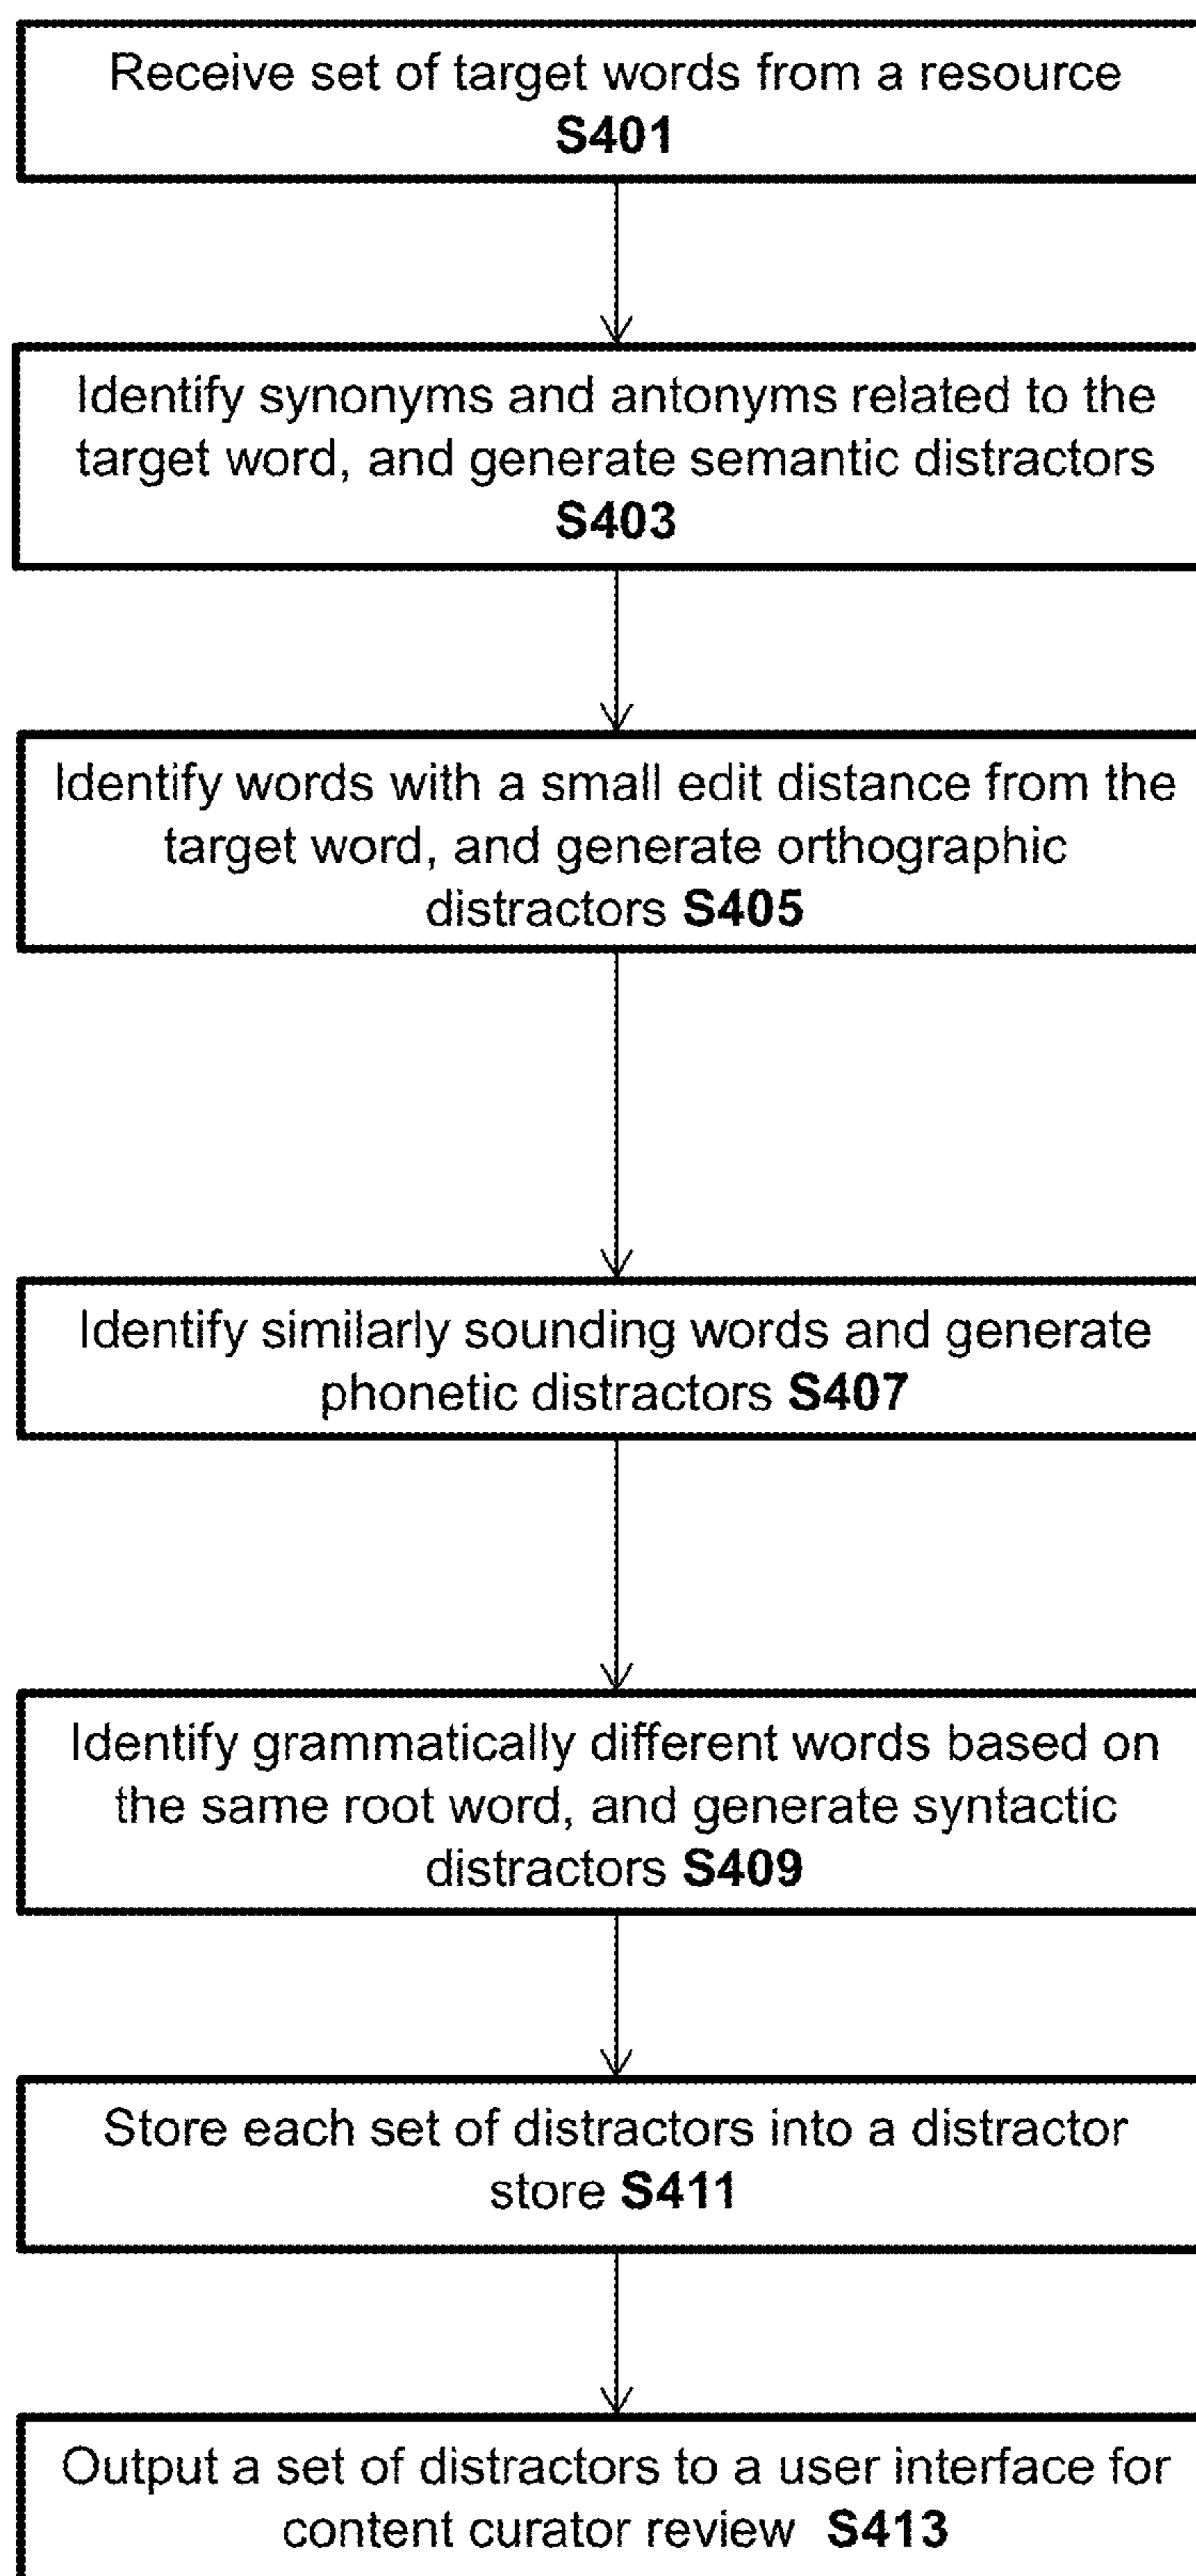 Receive set of target words from a resource
S401
Identify synonyms and antonyms related to the
target word, and generate semantic distractors
S403
Identify words with a small edit distance from the
target word, and generate orthographic
distractors S405
Identify similarly sounding words and generate
phonetic distractors S407
Identify grammatically different words based on
the same root word, and generate syntactic
distractors S409
Store each set of distractors into a distractor
store S411
Output a set of distractors to a user interface for
content curator review S413